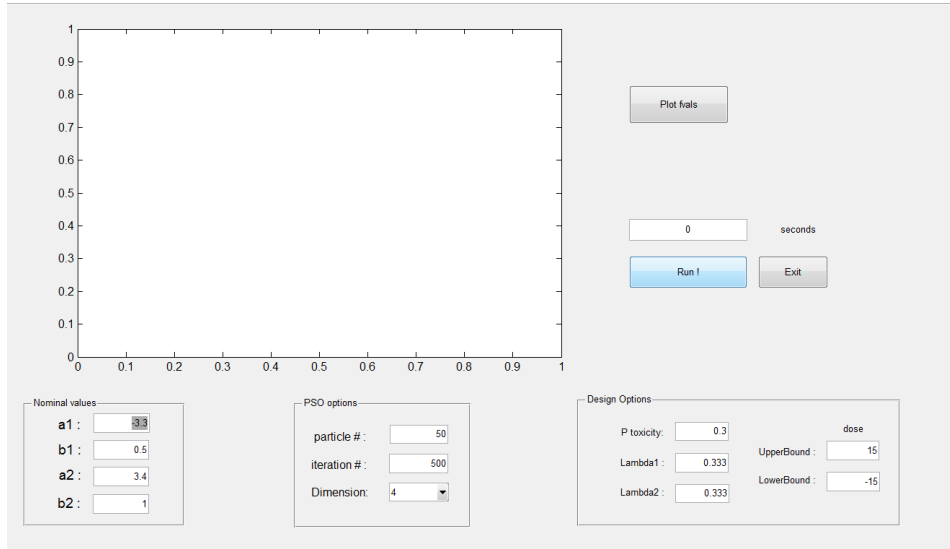 1
0.9
0.8
0.7
0.6
0.5
0.4
0.3
0.2
0.1
0
0 0.1 0.2 0.3 0.4 0.5 0.6 0.7 0.8 0.9 1
Plot fvals
0 seconds
Run ! Exit
Nominal values
a1 : -3.3
b1 : 0.5
a2 : 3.4
b2 : 1
PSO options
particle # : 50
iteration # : 500
Dimension: 4
Design Options
P toxicity: 0.3
Lambda1 : 0.333
Lambda2 : 0.333
dose
UpperBound : 15
LowerBound : -15